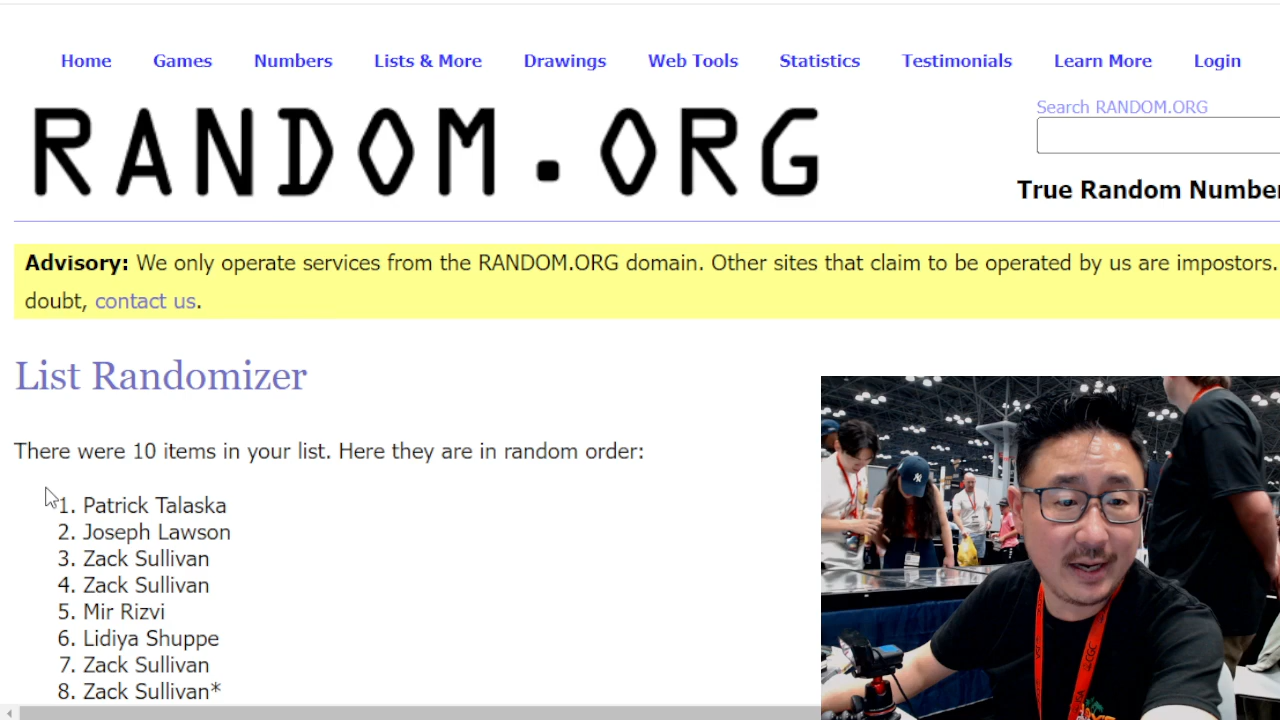 Home Games Numbers Lists & More Drawings Web Tools Statistics Testimonials Learn More Login
RANDOM.ORG
Search RANDOM.ORG
True Random Number
Advisory: We only operate services from the RANDOM.ORG domain. Other sites that claim to be operated by us are impostors.
doubt, contact us.
List Randomizer
There were 10 items in your list. Here they are in random order:
1. Patrick Talaska
2. Joseph Lawson
3. Zack Sullivan
4. Zack Sullivan
5. Mir Rizvi
6. Lidiya Shuppe
7. Zack Sullivan
8. Zack Sullivan*
CGC